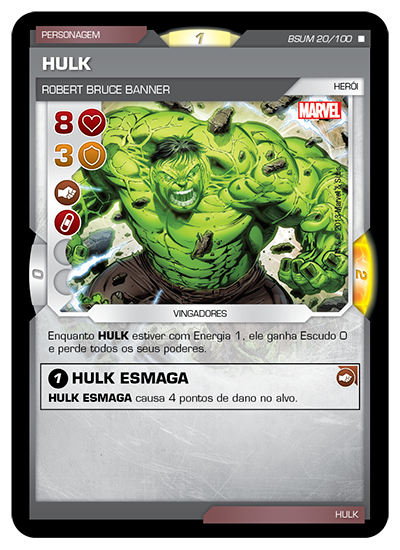 PERSONAGEM
1
BSUM 20/100
HULK
ROBERT BRUCE BANNER
HERÓI
8
MARVEL
3
0
2
VINGADORES
Enquanto HULK estiver com Energia 1, ele ganha Escudo 0
e perde todos os seus poderes.
1 HULK ESMAGA
HULK ESMAGA causa 4 pontos de dano no alvo.
HULK